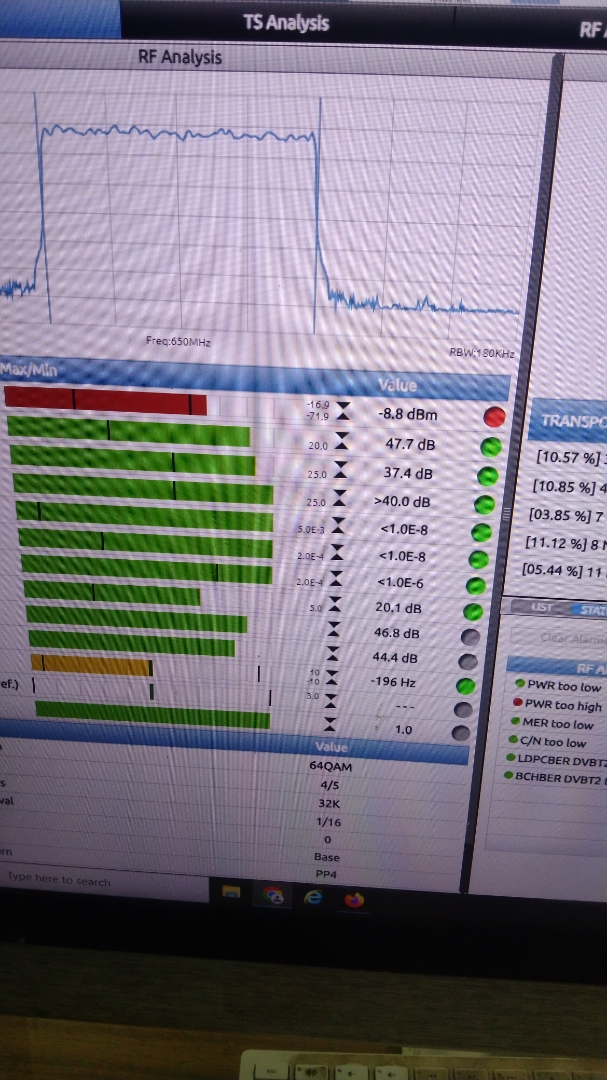 TS Analysis
RF
RF Analysis
Freq:650MHz
RBW:180KHz
Max/Min
Value
-16.9
-71.9
-8.8 dBm
20.0
47.7 dB
25.0
37.4 dB
25.0
>40.0 dB
5.0E-3
<1.0E-8
2.0E-4
<1.0E-8
2.0E-4
<1.0E-6
5.0
20.1 dB
46.8 dB
44.4 dB
10
-10
-196 Hz
ef.)
3.0
---
1.0
Value
64QAM
4/5
32K
val
1/16
0
Base
PP4
TRANSPO
[10.57 %]
[10.85 %] 4
[03.85 %] 7
[11.12 %] 8
[05.44 %] 11
LIST
STAT
Clear Alarm
RF A
PWR too low
PWR too high
MER too low
C/N too low
LDPCBER DVBT2
BCHBER DVBT2
Type here to search
esc